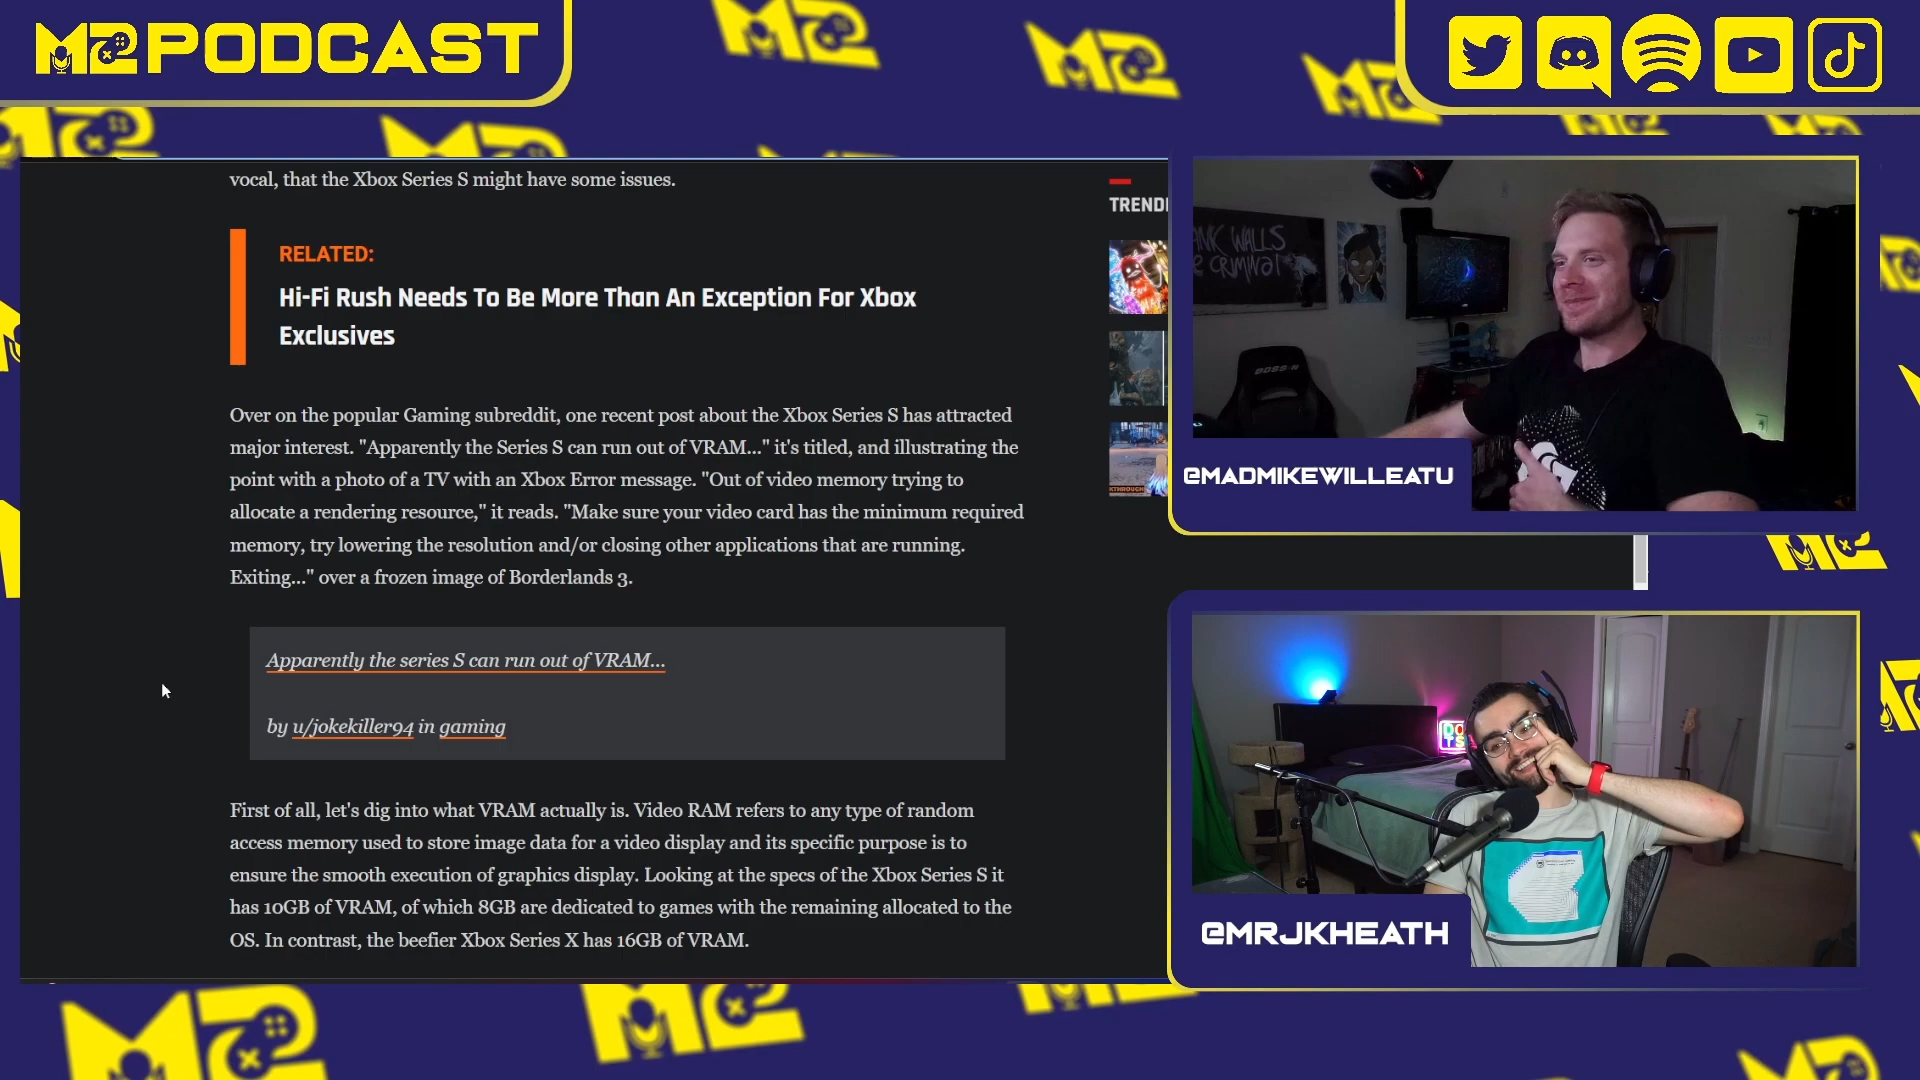 M2 PODCAST
vocal, that the Xbox Series S might have some issues.
RELATED:
Hi-Fi Rush Needs To Be More Than An Exception For Xbox
Exclusives
Over on the popular Gaming subreddit, one recent post about the Xbox Series S has attracted
major interest. "Apparently the Series S can run out of VRAM..." it's titled, and illustrating the
point with a photo of a TV with an Xbox Error message. "Out of video memory trying to
allocate a rendering resource," it reads. "Make sure your video card has the minimum required
memory, try lowering the resolution and/or closing other applications that are running.
Exiting..." over a frozen image of Borderlands 3.
Apparently the series S can run out of VRAM...
by u/jokekiller94 in gaming
First of all, let's dig into what VRAM actually is. Video RAM refers to any type of random
access memory used to store image data for a video display and its specific purpose is to
ensure the smooth execution of graphics display. Looking at the specs of the Xbox Series S it
has 10GB of VRAM, of which 8GB are dedicated to games with the remaining allocated to the
OS. In contrast, the beefier Xbox Series X has 16GB of VRAM.
TRENDI
KTHROUGH
ANK WALLS
e CRIMINAl
@MADMIKEWILLEATU
DOTS
@MRJKHEATH